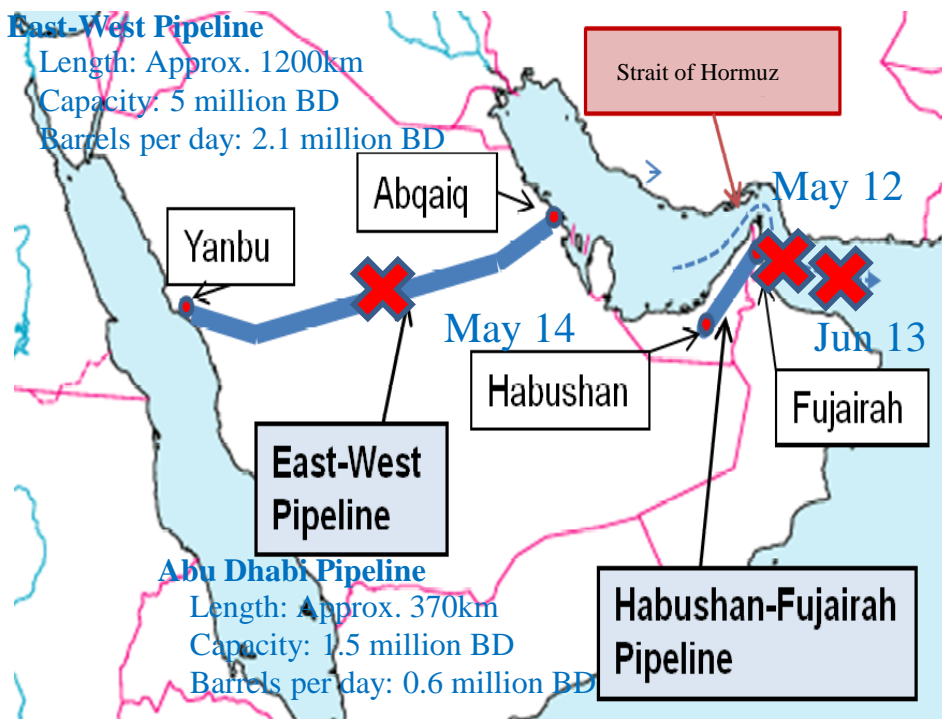 East-West Pipeline
Length: Approx. 1200km
Capacity: 5 million BD
Barrels per day: 2.1 million BD
Strait of Hormuz
May 12
Abqaiq
Yanbu
May 14
Jun 13
Habushan
Fujairah
East-West
Pipeline
Abu Dhabi Pipeline
Length: Approx. 370km
Capacity: 1.5 million BD
Barrels per day: 0.6 million BD
Habushan-Fujairah
Pipeline